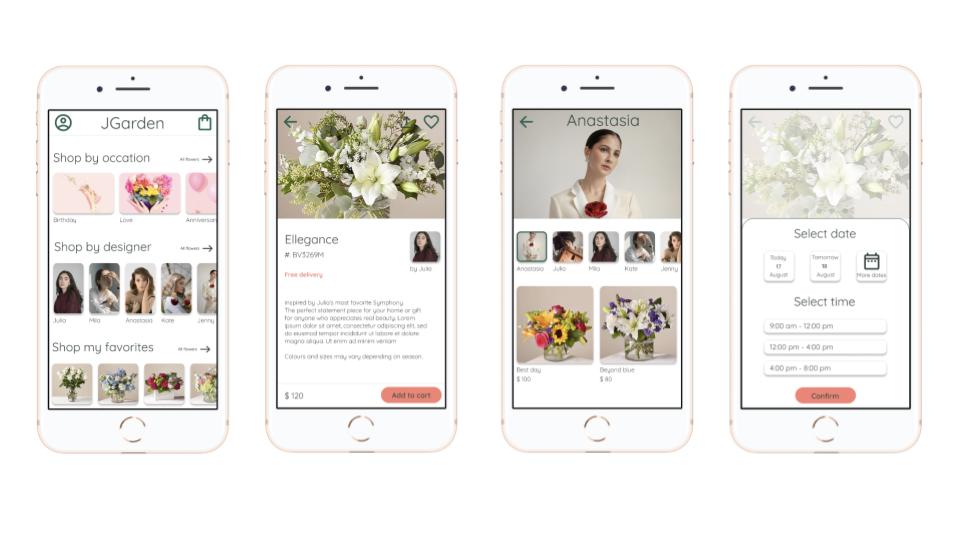 JGarden
Shop by occation
All flowers
Birthday
Love
Anniversar
Shop by designer
All flowers
Julia
Mila
Anastasia
Kate
Jenny
Shop my favorites
All flowers
Ellegance
#: BV3269M
Free delivery
by Julia
Inspired by Julia's most favorite Symphony.
The perfect statement piece for your home or gift
for anyone who appreciates real beauty. Lorem
ipsum dolor sit amet, consectetur adipiscing elit, sed
do eiusmod tempor incididunt ut labore et dolore
magna aliqua. Ut enim ad minim veniam
Colours and sizes may vary depending on season.
$ 120
Add to cart
Anastasia
Anastasia
Julia
Mila
Kate
Jenny
Best day
$ 100
Beyond blue
$ 80
Select date
Today
17
August
Tomorrow
18
August
More dates
Select time
9:00 am - 12:00 pm
12:00 pm - 4:00 pm
4:00 pm - 8:00 pm
Confirm